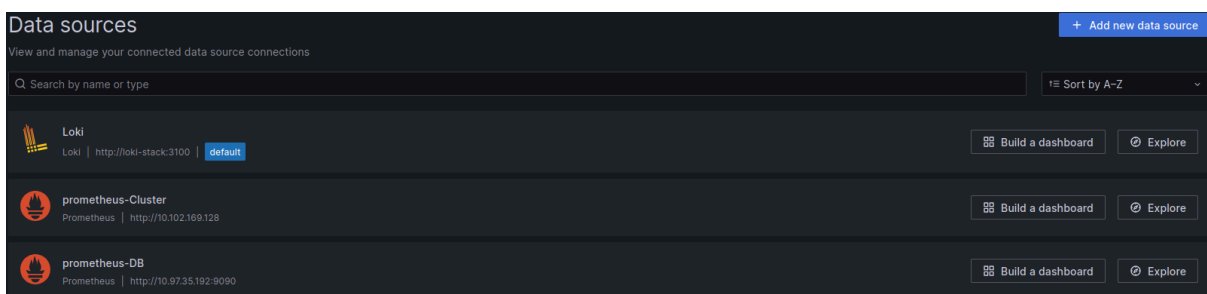 Data sources
+ Add new data source
View and manage your connected data source connections
Search by name or type
Sort by A–Z
Loki
Loki | http://loki-stack:3100 | default
Build a dashboard
Explore
prometheus-Cluster
Prometheus | http://10.102.169.128
Build a dashboard
Explore
prometheus-DB
Prometheus | http://10.97.35.192:9090
Build a dashboard
Explore